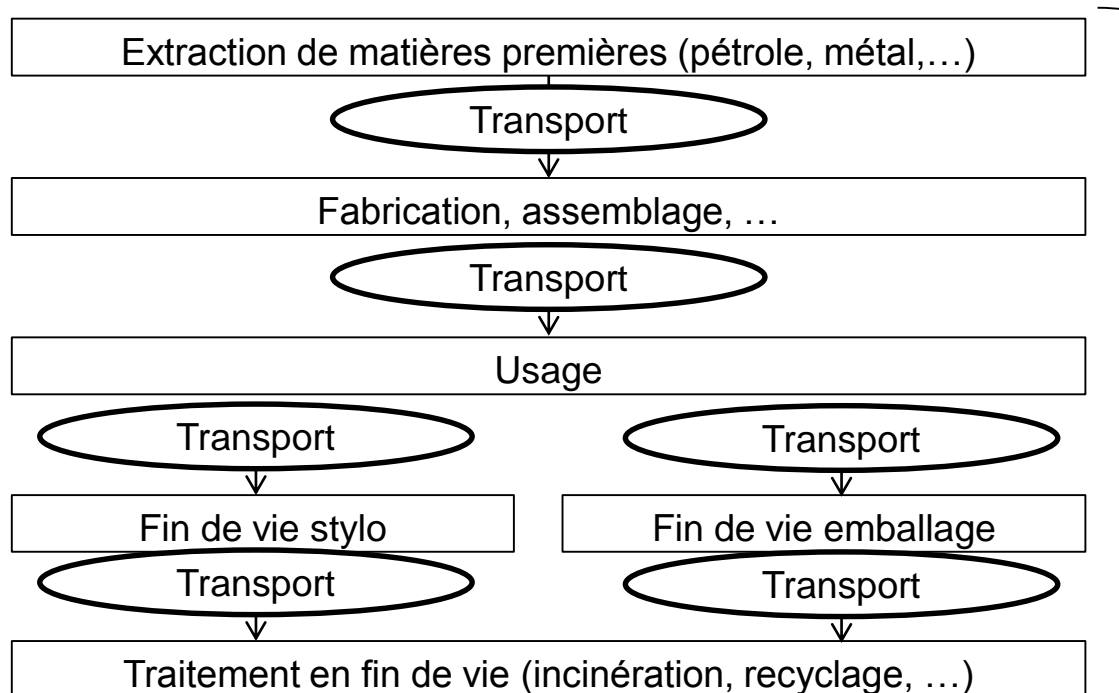 Extraction de matières premières (pétrole, métal,…)
Transport
Fabrication, assemblage, …
Transport
Usage
Transport
Transport
Fin de vie stylo
Fin de vie emballage
Transport
Transport
Traitement en fin de vie (incinération, recyclage, …)